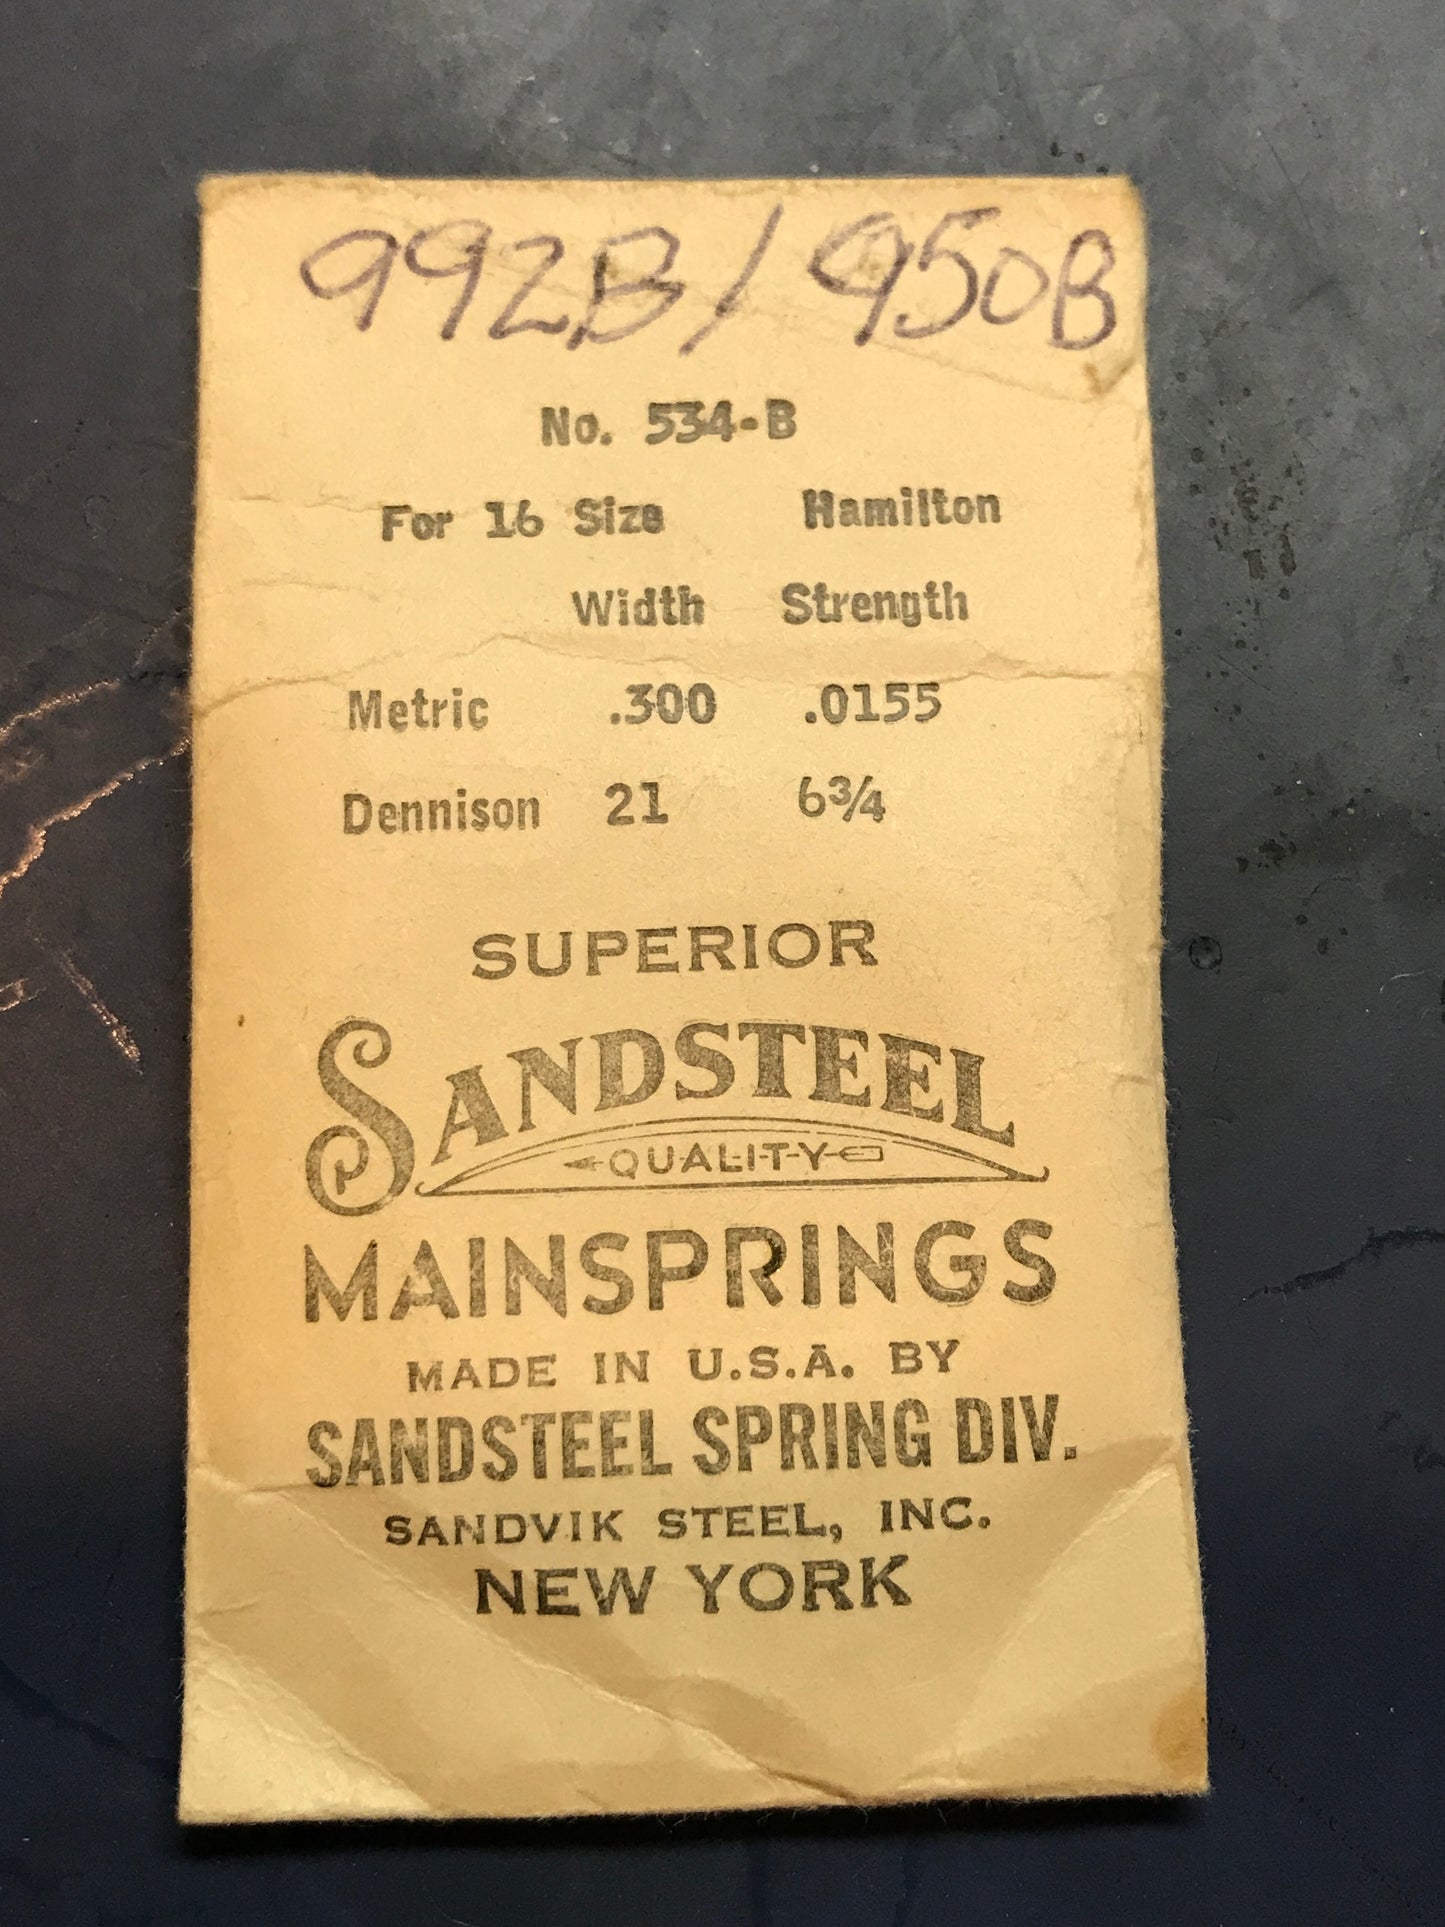 992B/950B
No. 534-B
For 16 Size Hamilton
Width Strength
Metric .300 .0155
Dennison 21 6¾
SUPERIOR
SANDSTEEL
QUALITY
MAINSPRINGS
MADE IN U.S.A. BY
SANDSTEEL SPRING DIV.
SANDVIK STEEL, INC.
NEW YORK